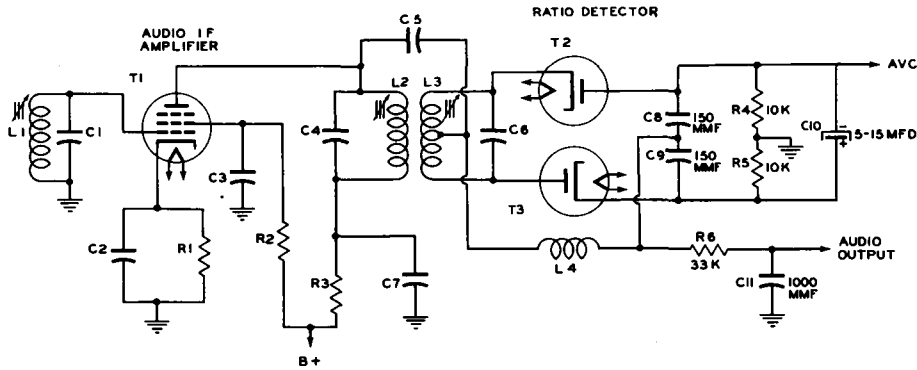 RATIO DETECTOR
AUDIO IF
AMPLIFIER
T1
C5
T2
L1
C1
C3
C4
L2
L3
C6
C8
150
MMF
C9
150
MMF
R4
10K
R5
10K
C10
-
+
5-15 MFD
AVC
C2
R1
R2
R3
C7
T3
L4
R6
33K
C11
1000
MMF
AUDIO
OUTPUT
B+